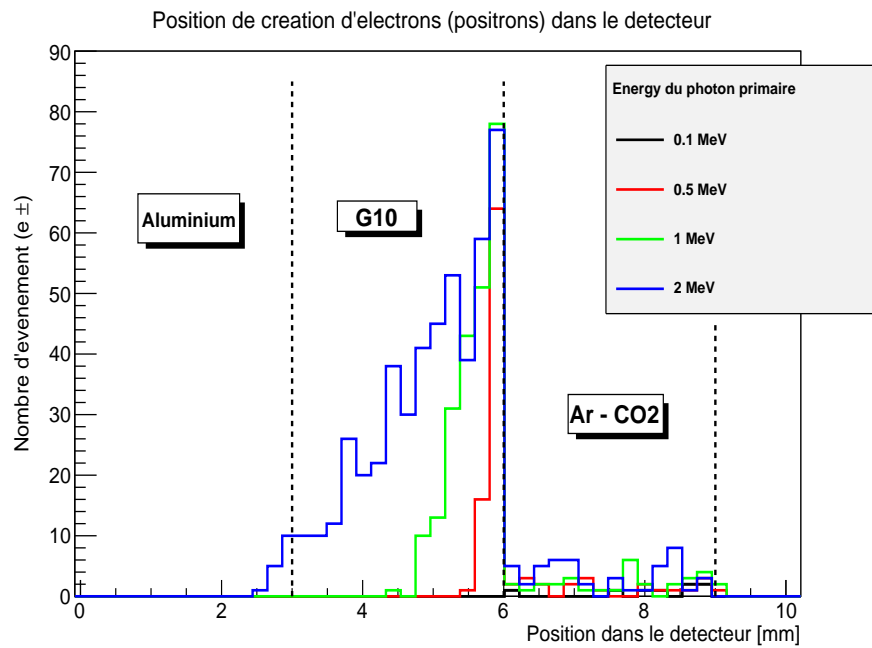 Position de creation d'electrons (positrons) dans le detecteur
Nombre d'evenement (e ±)
90
80
70
60
50
40
30
20
10
0
Aluminium
G10
Ar - CO2
Energy du photon primaire
0.1 MeV
0.5 MeV
1 MeV
2 MeV
0 2 4 6 8 10
Position dans le detecteur [mm]